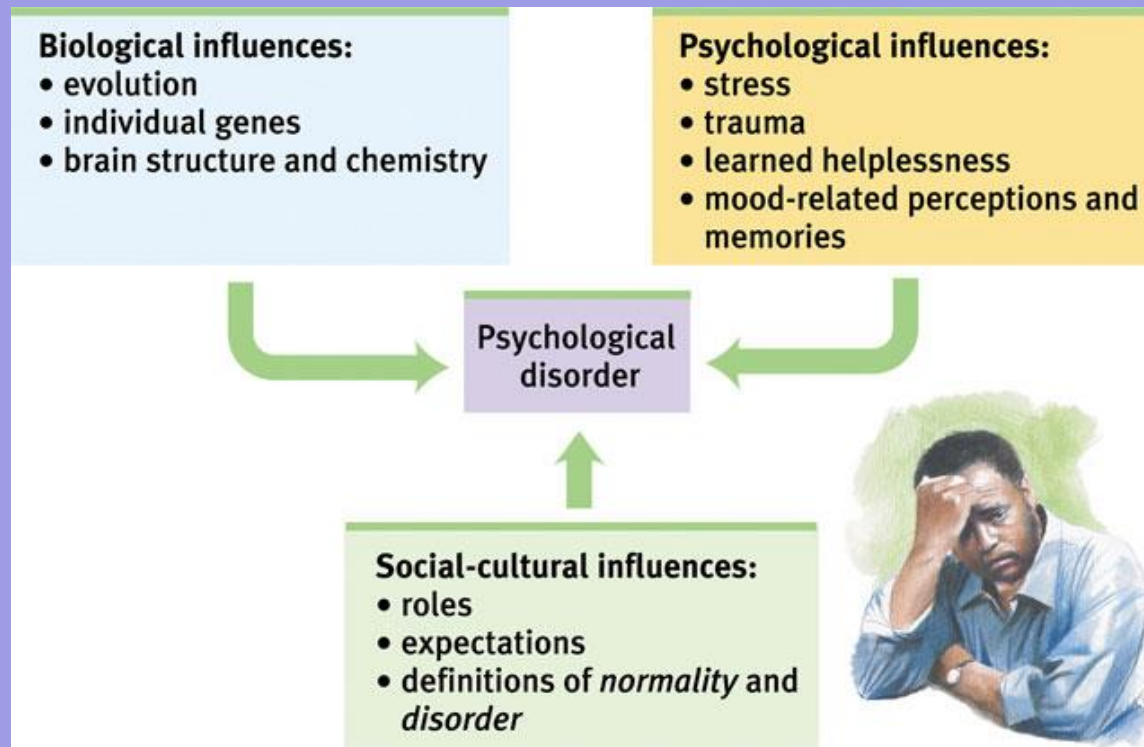 Biological influences:
• evolution
• individual genes
• brain structure and chemistry
Psychological influences:
• stress
• trauma
• learned helplessness
• mood-related perceptions and
memories
Psychological
disorder
Social-cultural influences:
• roles
• expectations
• definitions of normality and
disorder